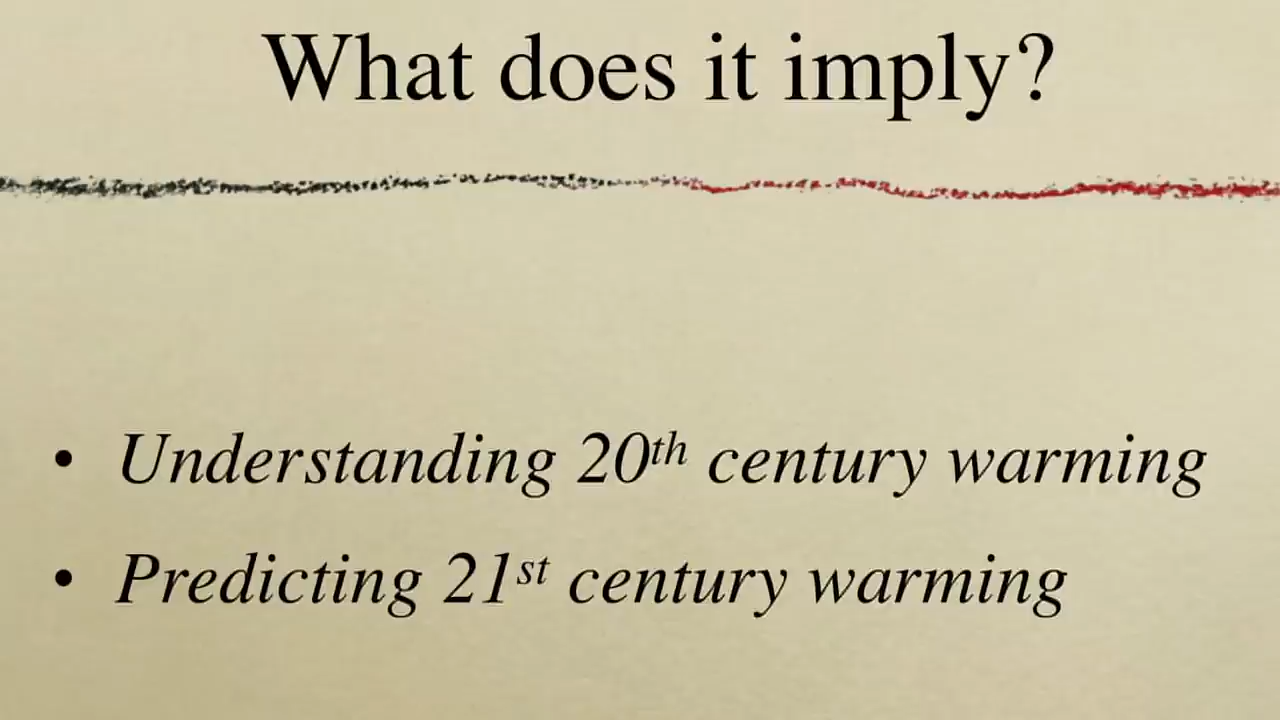 What does it imply?
• Understanding 20th century warming
• Predicting 21st century warming